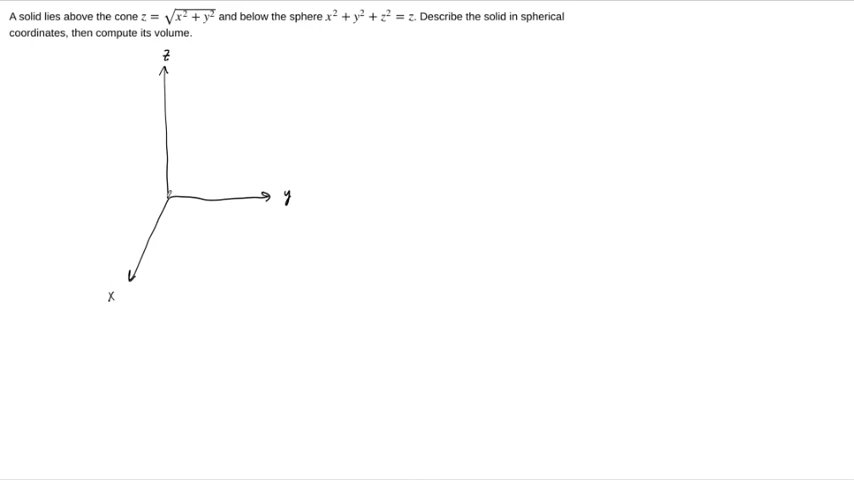 A solid lies above the cone z = √(x² + y²) and below the sphere x² + y² + z² = z. Describe the solid in spherical
coordinates, then compute its volume.
z
y
x